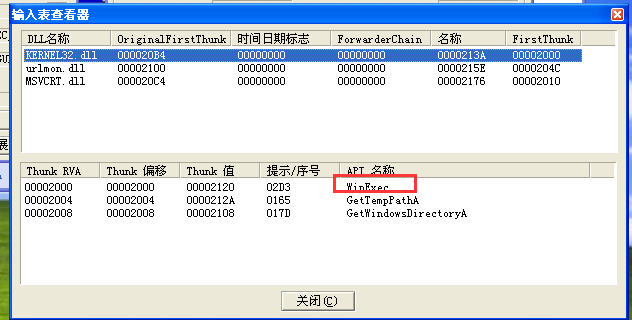 输入表查看器
DLL名称 OriginalFirstThunk 时间日期标志 ForwarderChain 名称 FirstThunk
KERNEL32.dll 000020B4 00000000 00000000 0000213A 00002000
urlmon.dll 00002100 00000000 00000000 0000215E 0000204C
MSVCRT.dll 000020C4 00000000 00000000 00002176 00002010
Thunk RVA Thunk 偏移 Thunk 值 提示/序号 API 名称
00002000 00002000 00002120 02D3 WinExec
00002004 00002004 0000212A 0165 GetTempPathA
00002008 00002008 00002108 017D GetWindowsDirectoryA
关闭(C)
展